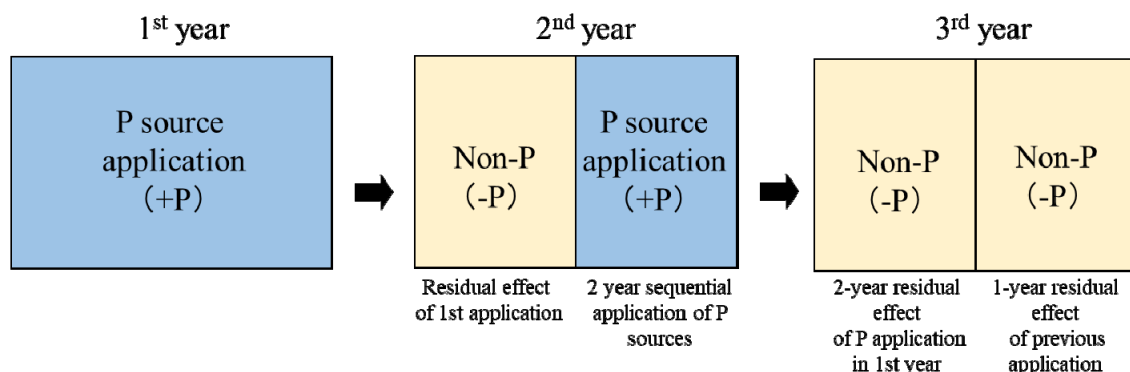 1st year
P source
application
(+P)
2nd year
Non-P
(-P)
P source
application
(+P)
Residual effect
of 1st application
2 year sequential
application of P
sources
3rd year
Non-P
(-P)
Non-P
(-P)
2-year residual
effect
of P application
in 1st year
1-year residual
effect
of previous
application